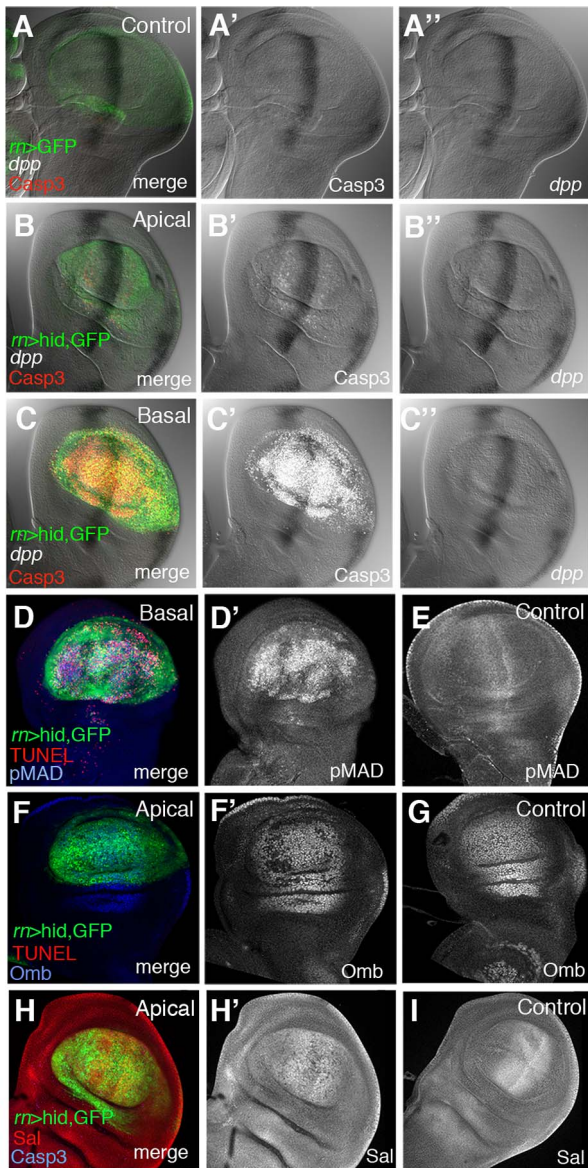 A Control A' A''
rn>GFP
dpp
Casp3 merge Casp3 dpp
B Apical B' B''
rn>hid,GFP
dpp
Casp3 merge Casp3 dpp
C Basal C' C''
rn>hid,GFP
dpp
Casp3 merge Casp3 dpp
D Basal D' E Control
rn>hid,GFP
TUNEL
pMAD merge pMAD pMAD
F Apical F' G Control
rn>hid,GFP
TUNEL
Omb merge Omb Omb
H Apical H' I Control
rn>hid,GFP
Sal
Casp3 merge Sal Sal